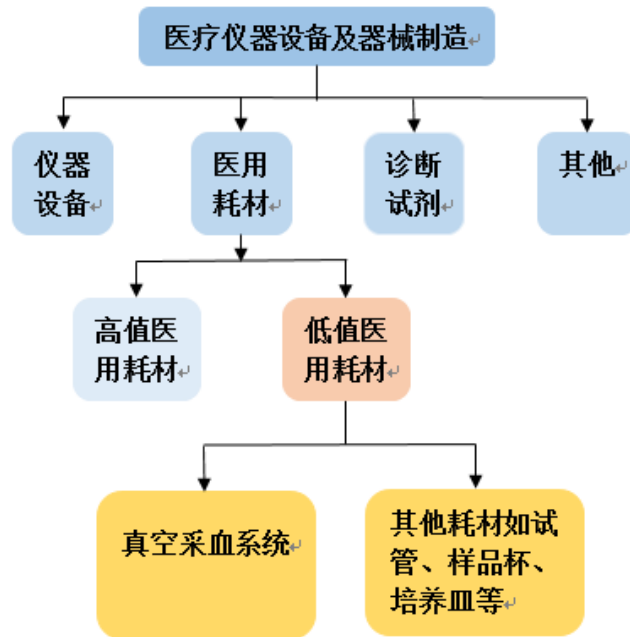 医疗仪器设备及器械制造
仪器
设备
医用
耗材
诊断
试剂
其他
高值医
用耗材
低值医
用耗材
真空采血系统
其他耗材如试
管、样品杯、
培养皿等